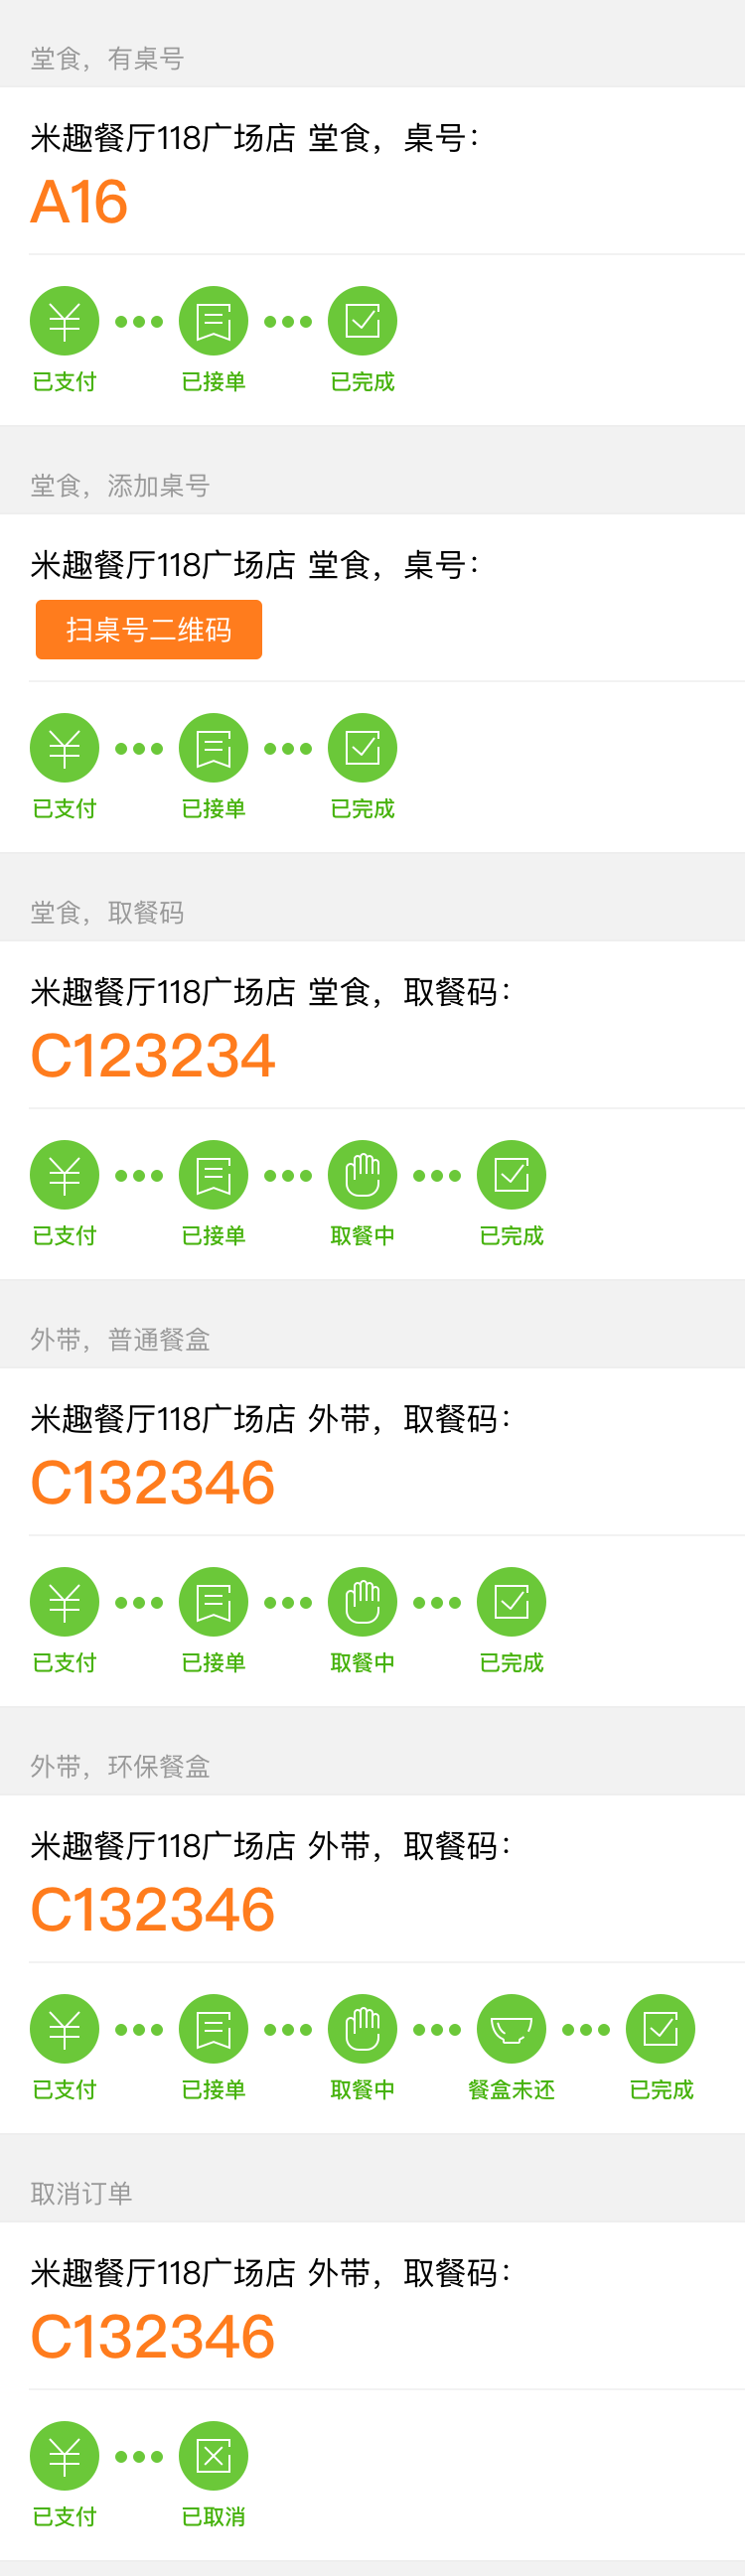 堂食，有桌号
米趣餐厅118广场店 堂食，桌号：
A16
已支付 已接单 已完成
堂食，添加桌号
米趣餐厅118广场店 堂食，桌号：
扫桌号二维码
已支付 已接单 已完成
堂食，取餐码
米趣餐厅118广场店 堂食，取餐码：
C123234
已支付 已接单 取餐中 已完成
外带，普通餐盒
米趣餐厅118广场店 外带，取餐码：
C132346
已支付 已接单 取餐中 已完成
外带，环保餐盒
米趣餐厅118广场店 外带，取餐码：
C132346
已支付 已接单 取餐中 餐盒未还 已完成
取消订单
米趣餐厅118广场店 外带，取餐码：
C132346
已支付 已取消